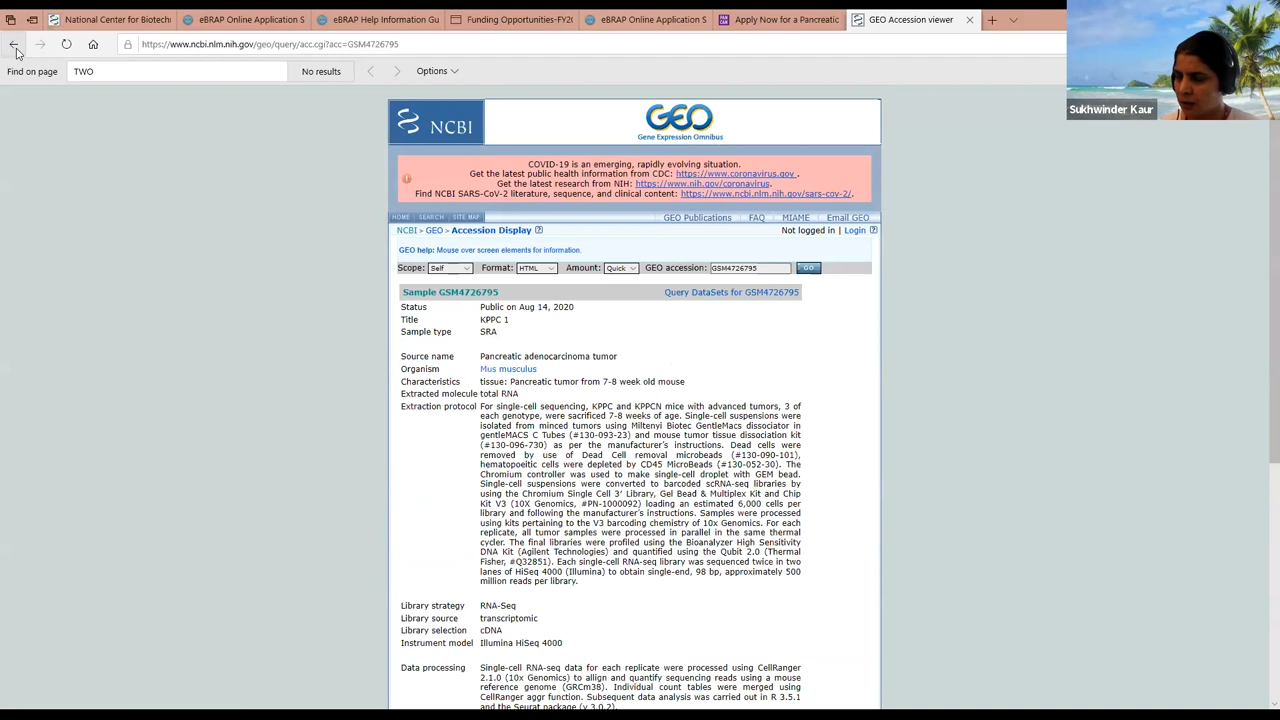 National Center for Biotechi
eBRAP Online Application S
eBRAP Help Information Gu
Funding Opportunities-FY20
eBRAP Online Application S
Apply Now for a Pancreatic
GEO Accession viewer
https://www.ncbi.nlm.nih.gov/geo/query/acc.cgi?acc=GSM4726795
Find on page TWO No results Options
Sukhwinder Kaur
NCBI
GEO
Gene Expression Omnibus
COVID-19 is an emerging, rapidly evolving situation.
Get the latest public health information from CDC: https://www.coronavirus.gov .
Get the latest research from NIH: https://www.nih.gov/coronavirus.
Find NCBI SARS-CoV-2 literature, sequence, and clinical content: https://www.ncbi.nlm.nih.gov/sars-cov-2/.
HOME SEARCH SITE MAP GEO Publications FAQ MIAME Email GEO
NCBI > GEO > Accession Display Not logged in | Login
GEO help: Mouse over screen elements for information.
Scope: Self Format: HTML Amount: Quick GEO accession: GSM4726795 GO
Sample GSM4726795 Query DataSets for GSM4726795
Status Public on Aug 14, 2020
Title KPPC 1
Sample type SRA
Source name Pancreatic adenocarcinoma tumor
Organism Mus musculus
Characteristics tissue: Pancreatic tumor from 7-8 week old mouse
Extracted molecule total RNA
Extraction protocol For single-cell sequencing, KPPC and KPPCN mice with advanced tumors, 3 of
each genotype, were sacrificed 7-8 weeks of age. Single-cell suspensions were
isolated from minced tumors using Miltenyi Biotec GentleMacs dissociator in
gentleMACS C Tubes (#130-093-23) and mouse tumor tissue dissociation kit
(#130-096-730) as per the manufacturer's instructions. Dead cells were
removed by use of Dead Cell removal microbeads (#130-090-101),
hematopoeitic cells were depleted by CD45 MicroBeads (#130-052-30). The
Chromium controller was used to make single-cell droplet with GEM bead.
Single-cell suspensions were converted to barcoded scRNA-seq libraries by
using the Chromium Single Cell 3' Library, Gel Bead & Multiplex Kit and Chip
Kit V3 (10X Genomics, #PN-1000092) loading an estimated 6,000 cells per
library and following the manufacturer's instructions. Samples were processed
using kits pertaining to the V3 barcoding chemistry of 10x Genomics. For each
replicate, all tumor samples were processed in parallel in the same thermal
cycler. The final libraries were profiled using the Bioanalyzer High Sensitivity
DNA Kit (Agilent Technologies) and quantified using the Qubit 2.0 (Thermal
Fisher, #Q32851). Each single-cell RNA-seq library was sequenced twice in two
lanes of HiSeq 4000 (Illumina) to obtain single-end, 98 bp, approximately 500
million reads per library.
Library strategy RNA-Seq
Library source transcriptomic
Library selection cDNA
Instrument model Illumina HiSeq 4000
Data processing Single-cell RNA-seq data for each replicate were processed using CellRanger
2.1.0 (10x Genomics) to allign and quantify sequencing reads using a mouse
reference genome (GRCm38). Individual count tables were merged using
CellRanger aggr function. Subsequent data analysis was carried out in R 3.5.1
and the Seurat package (v 3.0.2).